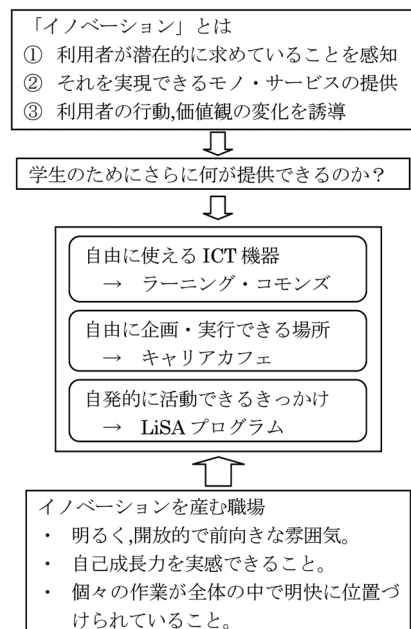 「イノベーション」とは
① 利用者が潜在的に求めていることを感知
② それを実現できるモノ・サービスの提供
③ 利用者の行動,価値観の変化を誘導
学生のためにさらに何が提供できるのか？
自由に使える ICT 機器
→ ラーニング・コモンズ
自由に企画・実行できる場所
→ キャリアカフェ
自発的に活動できるきっかけ
→ LiSA プログラム
イノベーションを産む職場
・ 明るく,開放的で前向きな雰囲気。
・ 自己成長力を実感できること。
・ 個々の作業が全体の中で明快に位置づ
けられていること。